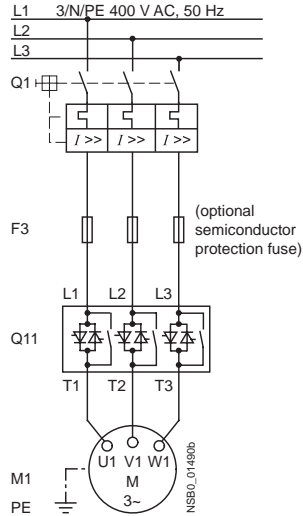 L1 3/N/PE 400 V AC, 50 Hz
L2
L3
Q1
I >> I >> I >>
F3
(optional
semiconductor
protection fuse)
L1 L2 L3
Q11
T1 T2 T3
U1 V1 W1
M
3~
M1
PE
NSB0_01490b